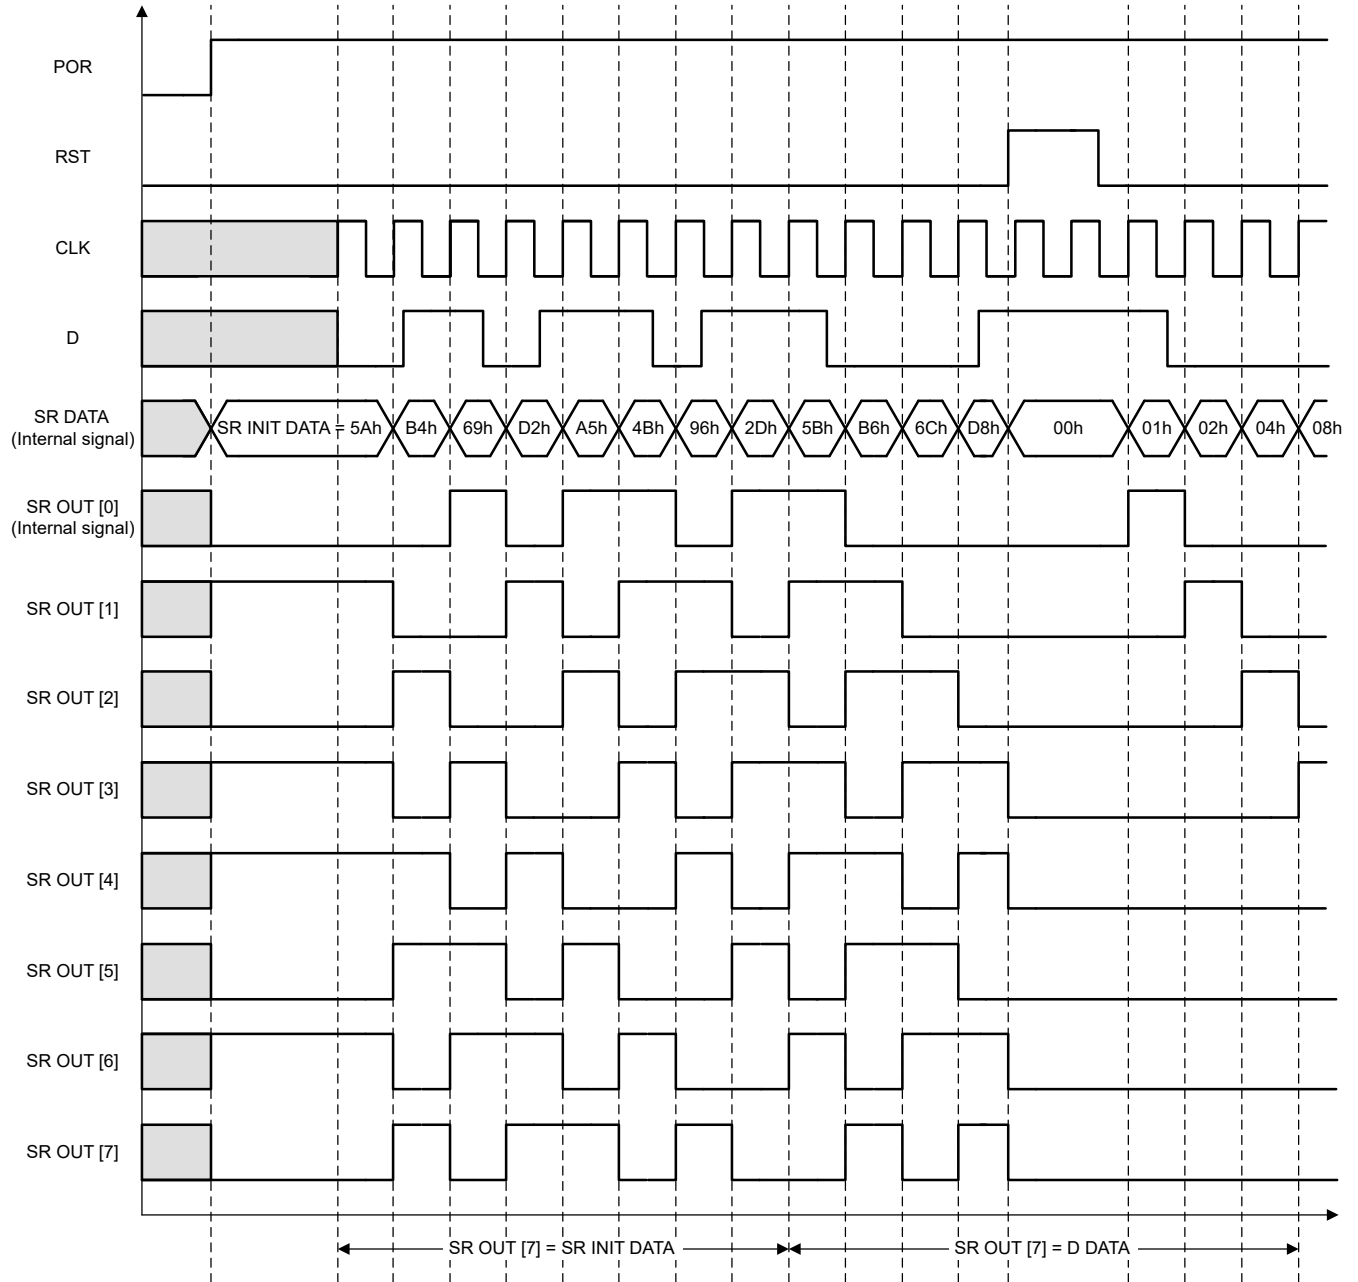 POR
RST
CLK
D
SR DATA
(Internal signal)
SR INIT DATA = 5Ah B4h 69h D2h A5h 4Bh 96h 2Dh 5Bh B6h 6Ch D8h 00h 01h 02h 04h 08h
SR OUT [0]
(Internal signal)
SR OUT [1]
SR OUT [2]
SR OUT [3]
SR OUT [4]
SR OUT [5]
SR OUT [6]
SR OUT [7]
SR OUT [7] = SR INIT DATA SR OUT [7] = D DATA